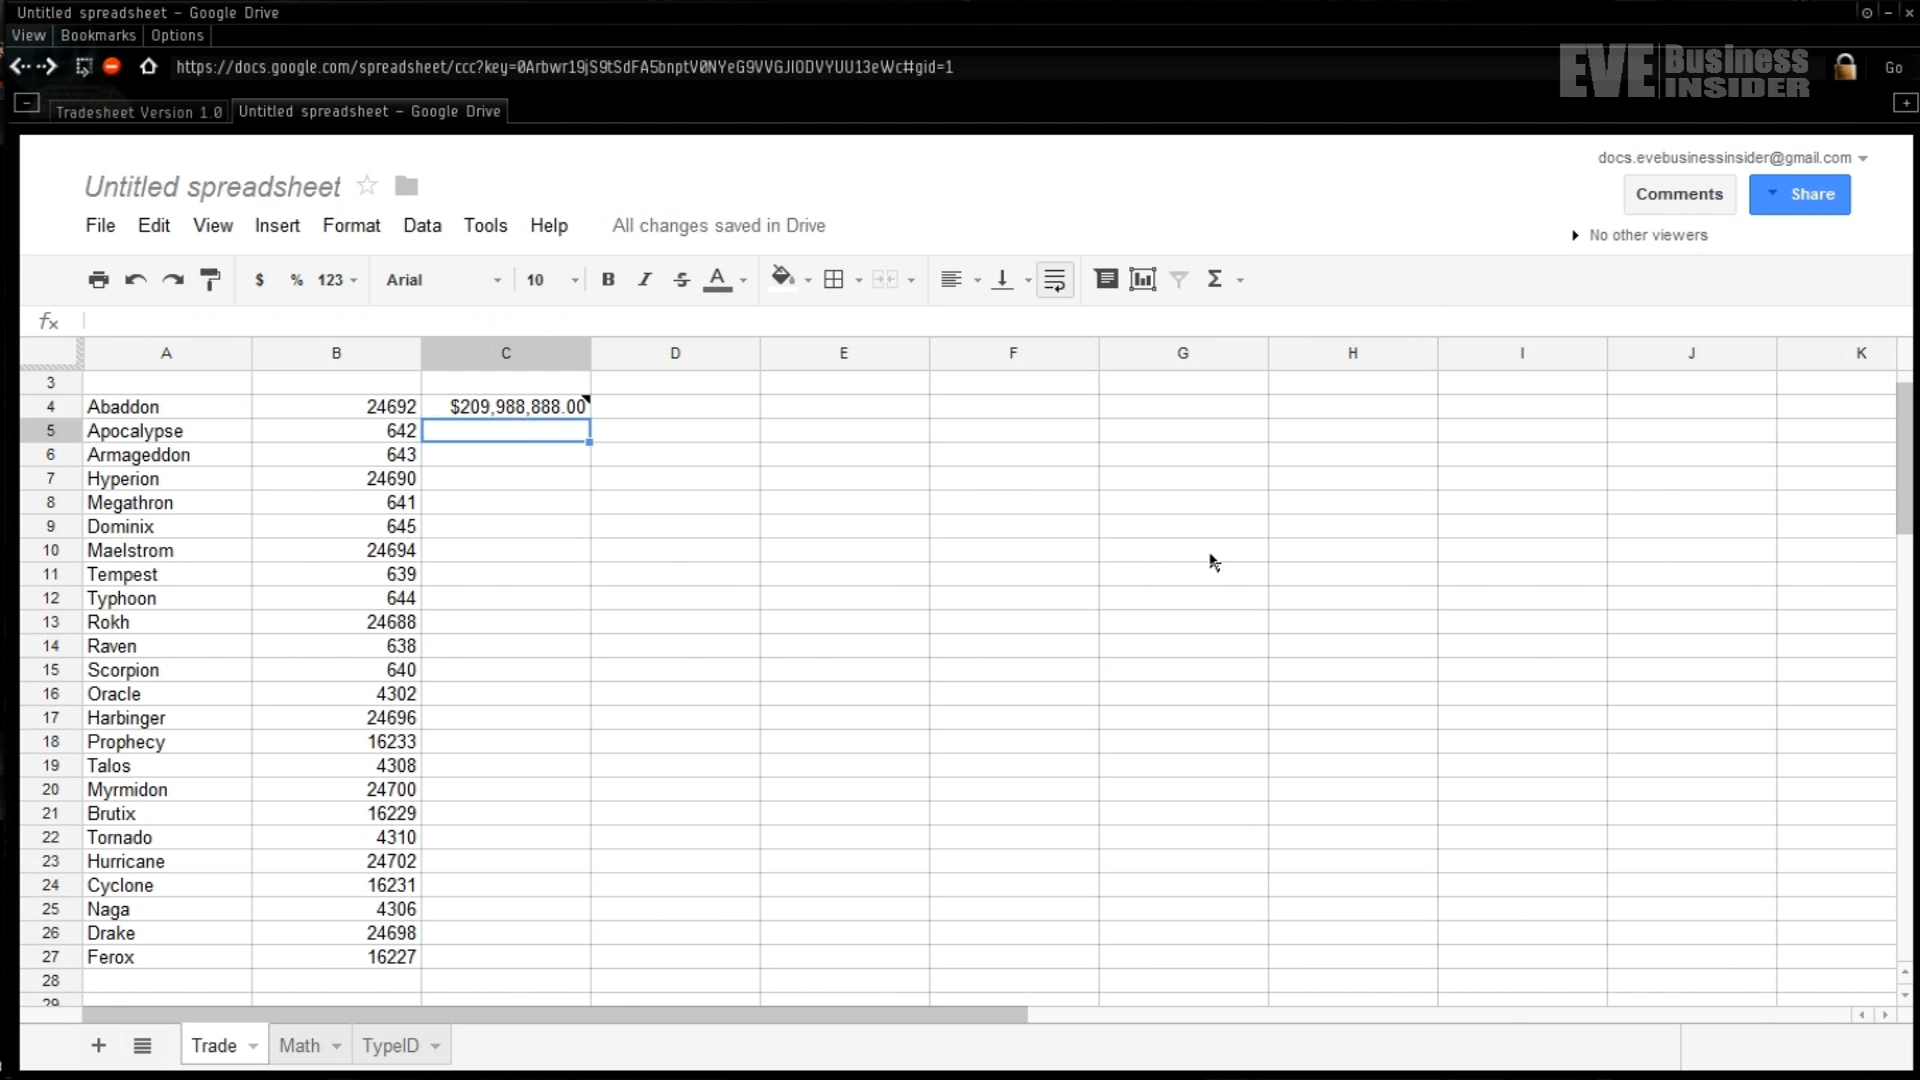 Untitled spreadsheet – Google Drive
View Bookmarks Options
https://docs.google.com/spreadsheet/ccc?key=0Arbwr19jS9tSdFA5bnptV0NYeG9VVGJIODVYUU13eWc#gid=1
EVE Business INSIDER
Go
Tradesheet Version 1.0 Untitled spreadsheet – Google Drive
docs.evebusinessinsider@gmail.com
Untitled spreadsheet
Comments Share
File Edit View Insert Format Data Tools Help All changes saved in Drive
No other viewers
$ % 123 Arial 10 B I S A Σ
fx
A B C D E F G H I J K
3
4 Abaddon 24692 $209,988,888.00
5 Apocalypse 642
6 Armageddon 643
7 Hyperion 24690
8 Megathron 641
9 Dominix 645
10 Maelstrom 24694
11 Tempest 639
12 Typhoon 644
13 Rokh 24688
14 Raven 638
15 Scorpion 640
16 Oracle 4302
17 Harbinger 24696
18 Prophecy 16233
19 Talos 4308
20 Myrmidon 24700
21 Brutix 16229
22 Tornado 4310
23 Hurricane 24702
24 Cyclone 16231
25 Naga 4306
26 Drake 24698
27 Ferox 16227
28
29
+ Trade Math TypeID